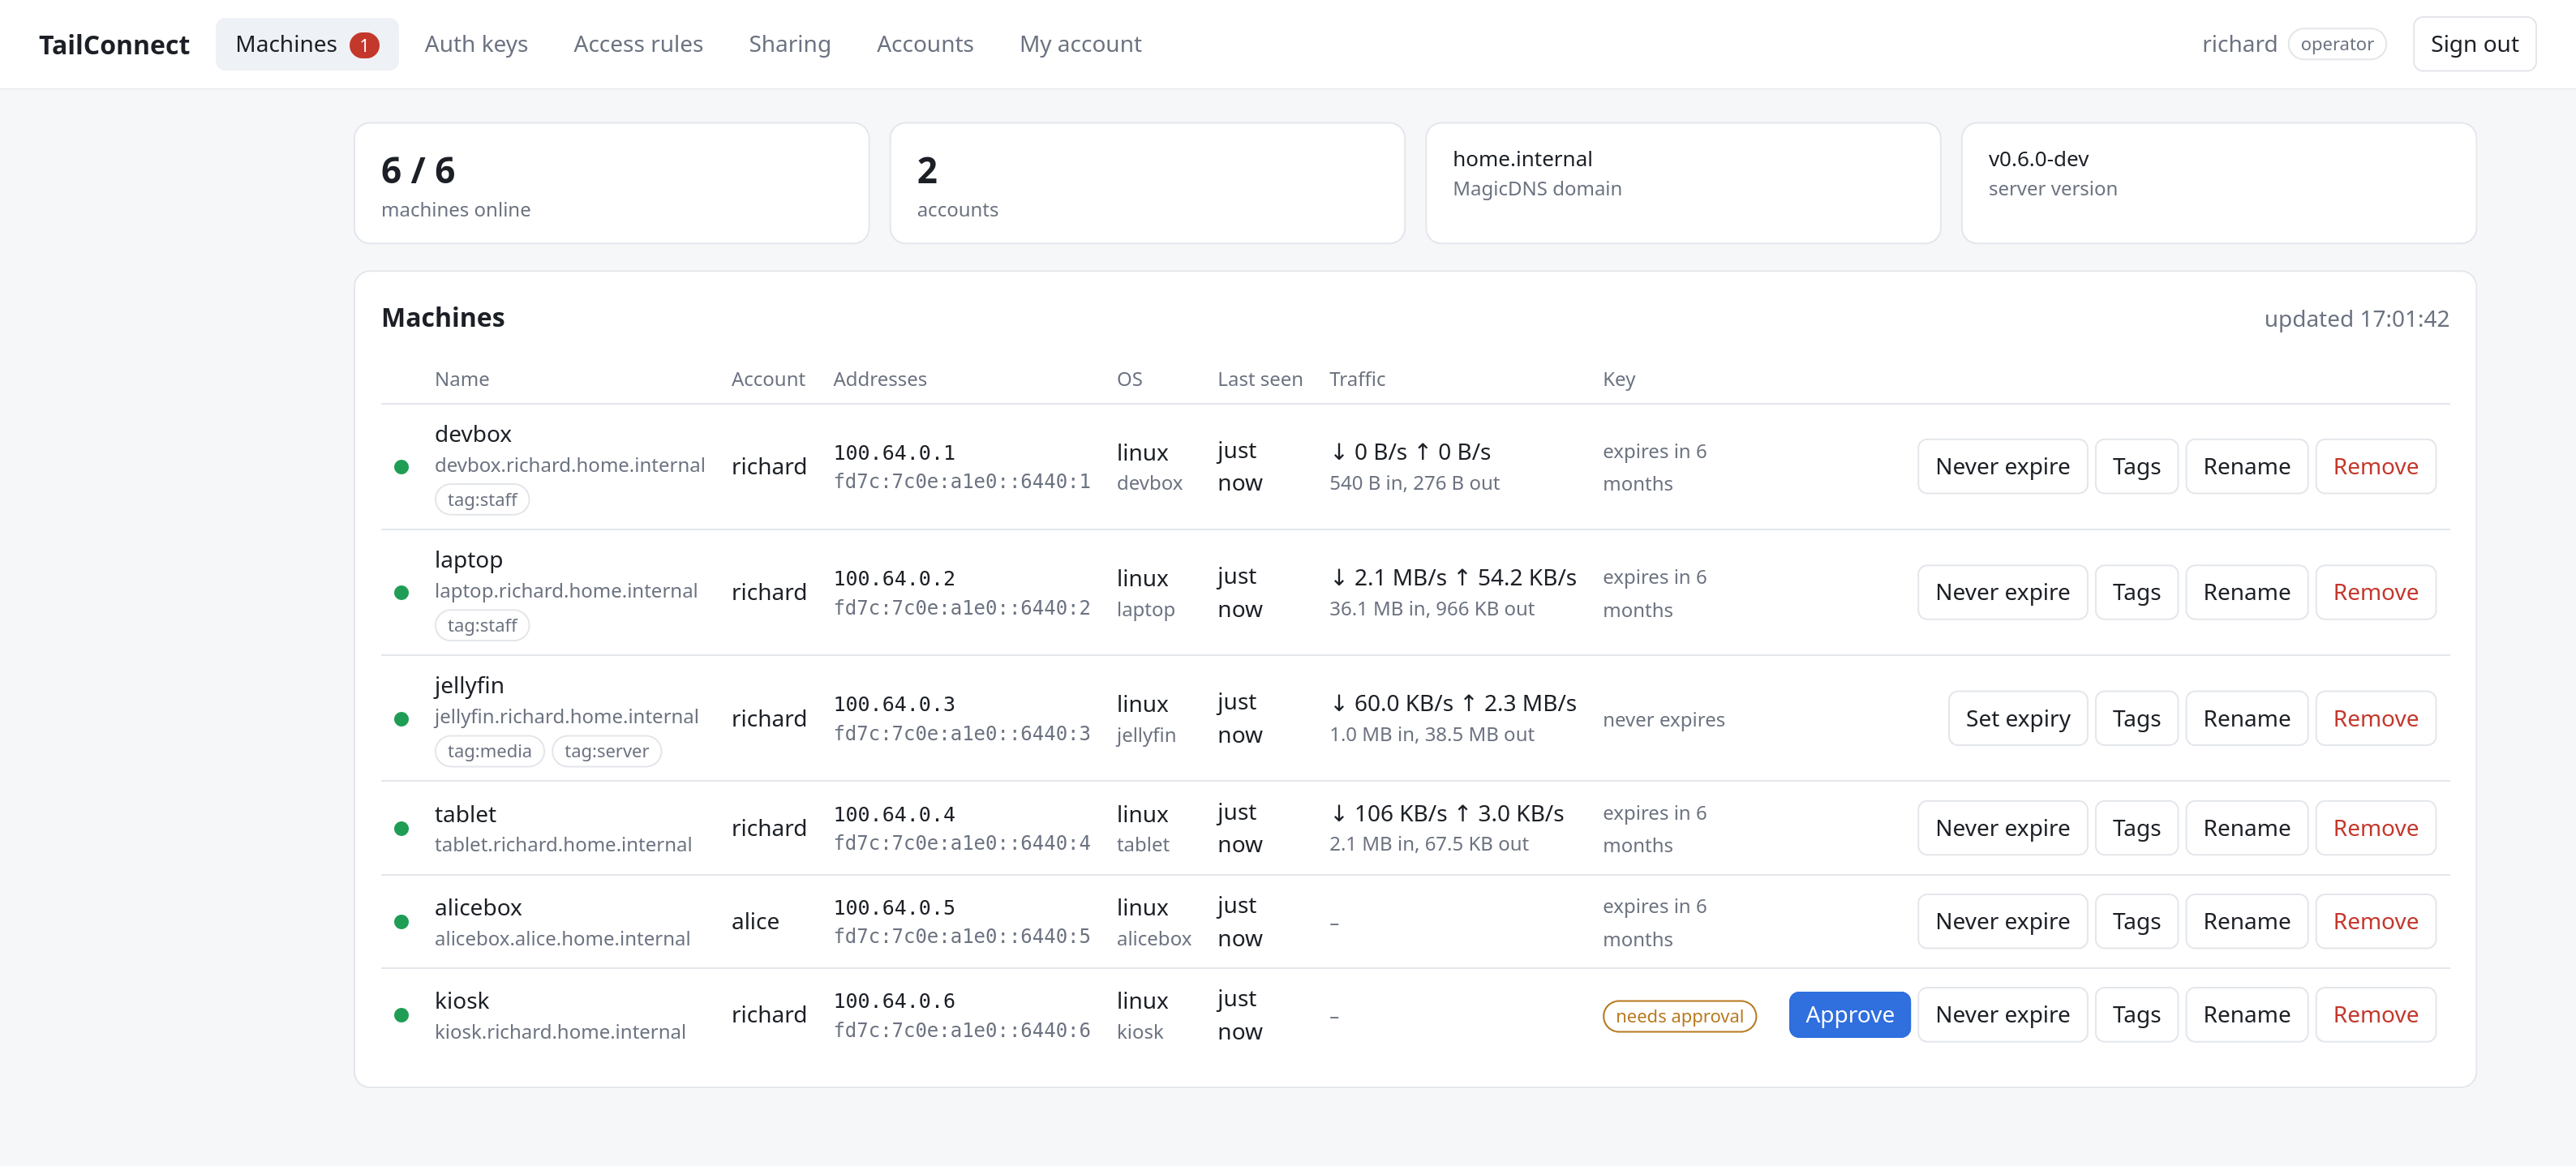 TailConnect Machines 1 Auth keys Access rules Sharing Accounts My account richard operator Sign out
6 / 6
machines online
2
accounts
home.internal
MagicDNS domain
v0.6.0-dev
server version
Machines updated 17:01:42
Name Account Addresses OS Last seen Traffic Key
devbox
devbox.richard.home.internal
tag:staff
richard
100.64.0.1
fd7c:7c0e:a1e0::6440:1
linux
devbox
just
now
↓ 0 B/s ↑ 0 B/s
540 B in, 276 B out
expires in 6
months
Never expire Tags Rename Remove
laptop
laptop.richard.home.internal
tag:staff
richard
100.64.0.2
fd7c:7c0e:a1e0::6440:2
linux
laptop
just
now
↓ 2.1 MB/s ↑ 54.2 KB/s
36.1 MB in, 966 KB out
expires in 6
months
Never expire Tags Rename Remove
jellyfin
jellyfin.richard.home.internal
tag:media tag:server
richard
100.64.0.3
fd7c:7c0e:a1e0::6440:3
linux
jellyfin
just
now
↓ 60.0 KB/s ↑ 2.3 MB/s
1.0 MB in, 38.5 MB out
never expires
Set expiry Tags Rename Remove
tablet
tablet.richard.home.internal
richard
100.64.0.4
fd7c:7c0e:a1e0::6440:4
linux
tablet
just
now
↓ 106 KB/s ↑ 3.0 KB/s
2.1 MB in, 67.5 KB out
expires in 6
months
Never expire Tags Rename Remove
alicebox
alicebox.alice.home.internal
alice
100.64.0.5
fd7c:7c0e:a1e0::6440:5
linux
alicebox
just
now
–
expires in 6
months
Never expire Tags Rename Remove
kiosk
kiosk.richard.home.internal
richard
100.64.0.6
fd7c:7c0e:a1e0::6440:6
linux
kiosk
just
now
–
needs approval
Approve Never expire Tags Rename Remove